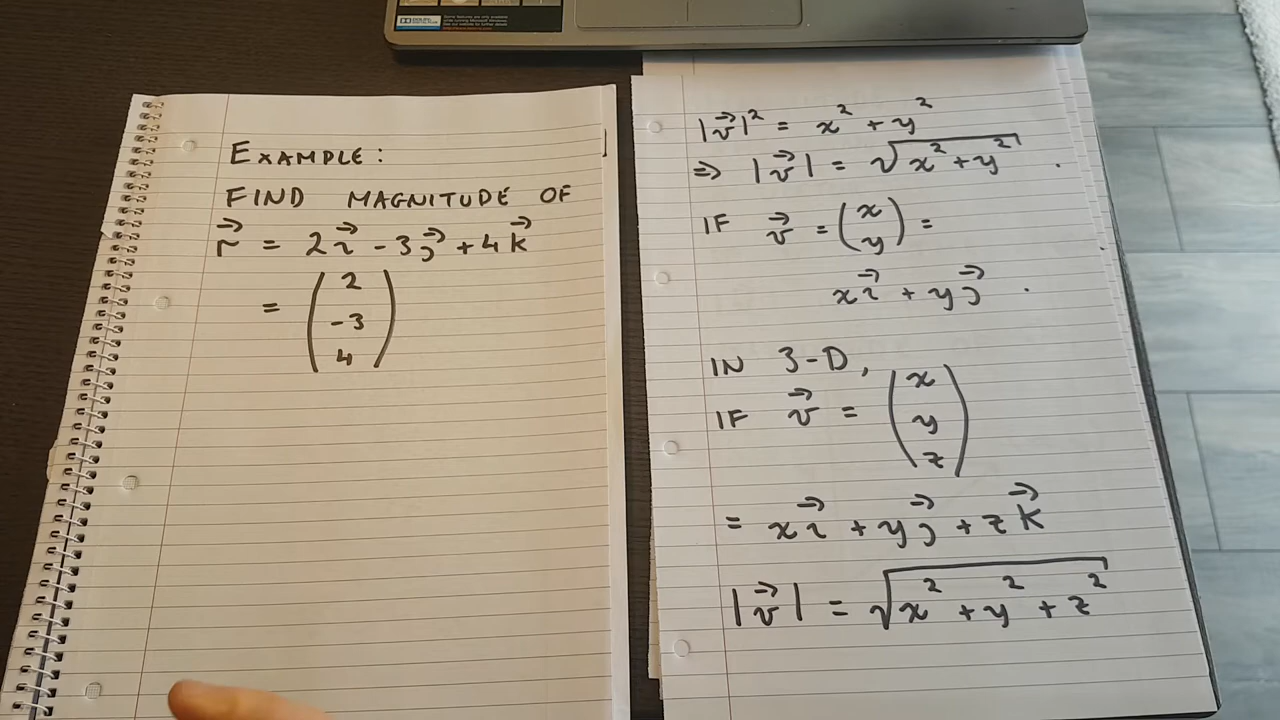 EXAMPLE:
FIND MAGNITUDE OF
r⃗ = 2i⃗ - 3j⃗ + 4k⃗
= (2
-3
4)
|v⃗|² = x² + y²
⇒ |v⃗| = √(x² + y²) .
IF v⃗ = (x
y) =
xi⃗ + yj⃗ .
IN 3-D,
IF v⃗ = (x
y
z)
= xi⃗ + yj⃗ + zk⃗
|v⃗| = √(x² + y² + z²)